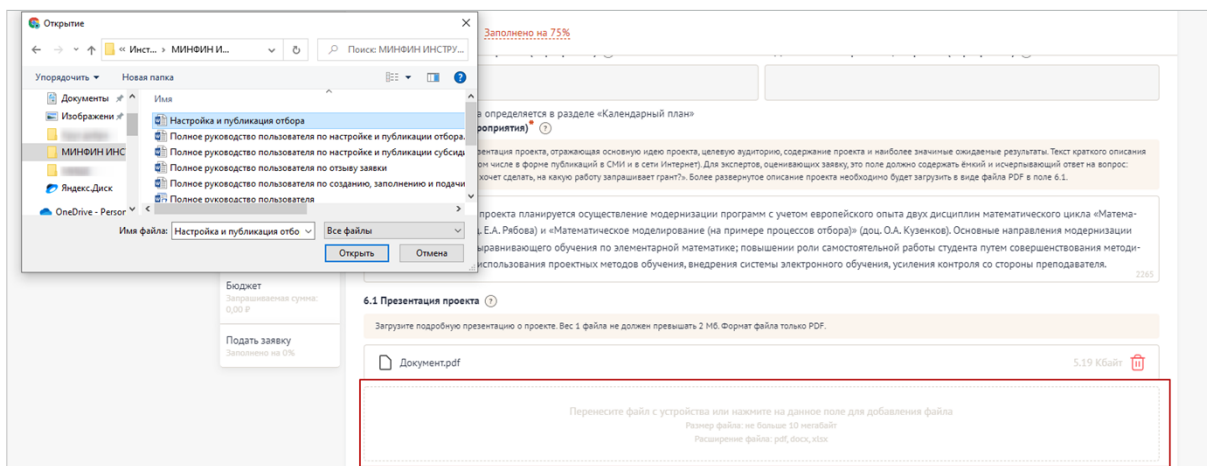 Открытие
« Инст... › МИНФИН И...
Поиск: МИНФИН ИНСТРУ...
Упорядочить
Новая папка
Документы
Изображени
МИНФИН ИНС
Яндекс.Диск
OneDrive - Person
Имя
Настройка и публикация отбора
Полное руководство пользователя по настройке и публикации отбора.
Полное руководство пользователя по настройке и публикации субсиди
Полное руководство пользователя по отзыву заявки
Полное руководство пользователя по созданию, заполнению и подачи
Полное руководство пользователя
Имя файла:
Настройка и публикация отбо
Все файлы
Открыть
Отмена
Заполнено на 75%
а определяется в разделе «Календарный план»
роприятия)* ?
зентация проекта, отражающая основную идею проекта, целевую аудиторию, содержание проекта и наиболее значимые ожидаемые результаты. Текст краткого описания
ом числе в форме публикаций в СМИ и в сети Интернет). Для экспертов, оценивающих заявку, это поле должно содержать ёмкий и исчерпывающий ответ на вопрос:
хочет сделать, на какую работу запрашивает грант?». Более развернутое описание проекта необходимо будет загрузить в виде файла PDF в поле 6.1.
проекта планируется осуществление модернизации программ с учетом европейского опыта двух дисциплин математического цикла «Матема-
. Е.А. Рябова) и «Математическое моделирование (на примере процессов отбора)» (доц. О.А. Кузенков). Основные направления модернизации
ыравнивающего обучения по элементарной математике; повышении роли самостоятельной работы студента путем совершенствования методи-
использования проектных методов обучения, внедрения системы электронного обучения, усиления контроля со стороны преподавателя.
2265
Бюджет
Запрашиваемая сумма:
0,00 ₽
Подать заявку
Заполнено на 0%
6.1 Презентация проекта ?
Загрузите подробную презентацию о проекте. Вес 1 файла не должен превышать 2 Мб. Формат файла только PDF.
Документ.pdf
5.19 Кбайт
Перенесите файл с устройства или нажмите на данное поле для добавления файла
Размер файла: не больше 10 мегабайт
Расширение файла: pdf, docx, xlsx